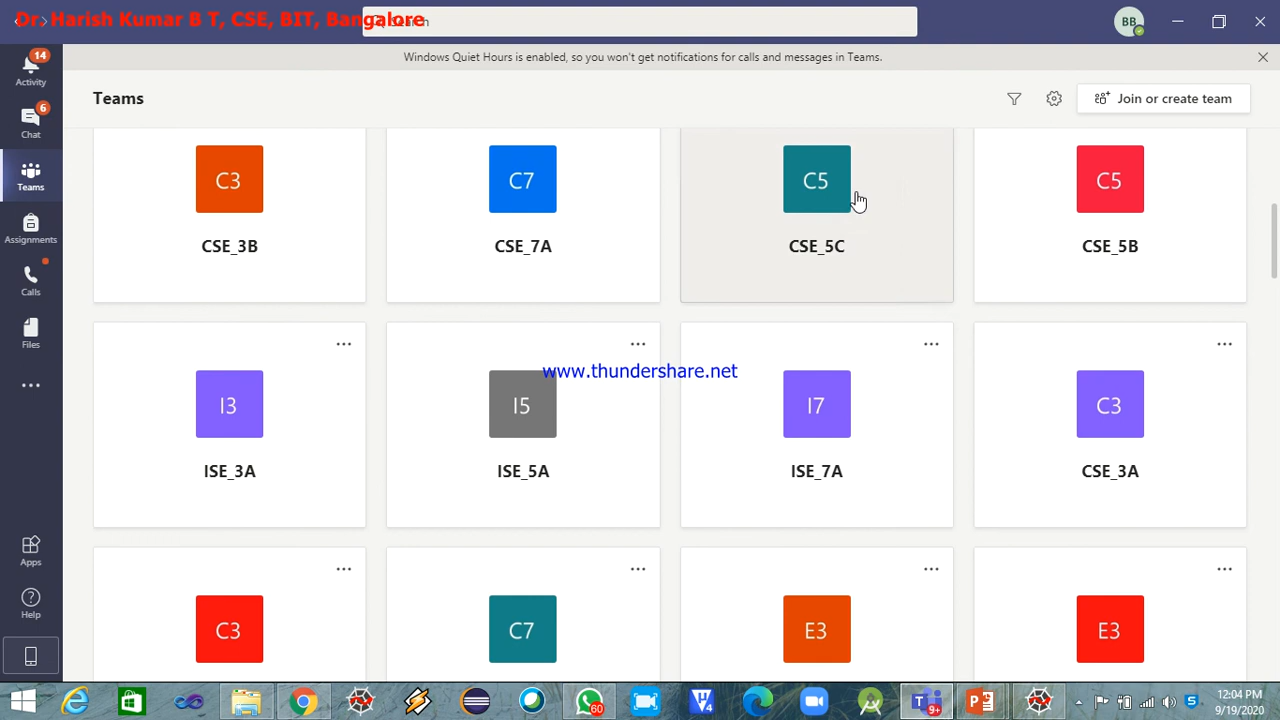 Dr. Harish Kumar B T, CSE, BIT, Bangalore
BB
Windows Quiet Hours is enabled, so you won't get notifications for calls and messages in Teams.
14
Activity
6
Chat
Teams
Assignments
Calls
Files
Apps
Help
Teams
Join or create team
C3
C7
C5
C5
CSE_3B
CSE_7A
CSE_5C
CSE_5B
www.thundershare.net
I3
I5
I7
C3
ISE_3A
ISE_5A
ISE_7A
CSE_3A
C3
C7
E3
E3
60
9+
12:04 PM
9/19/2020